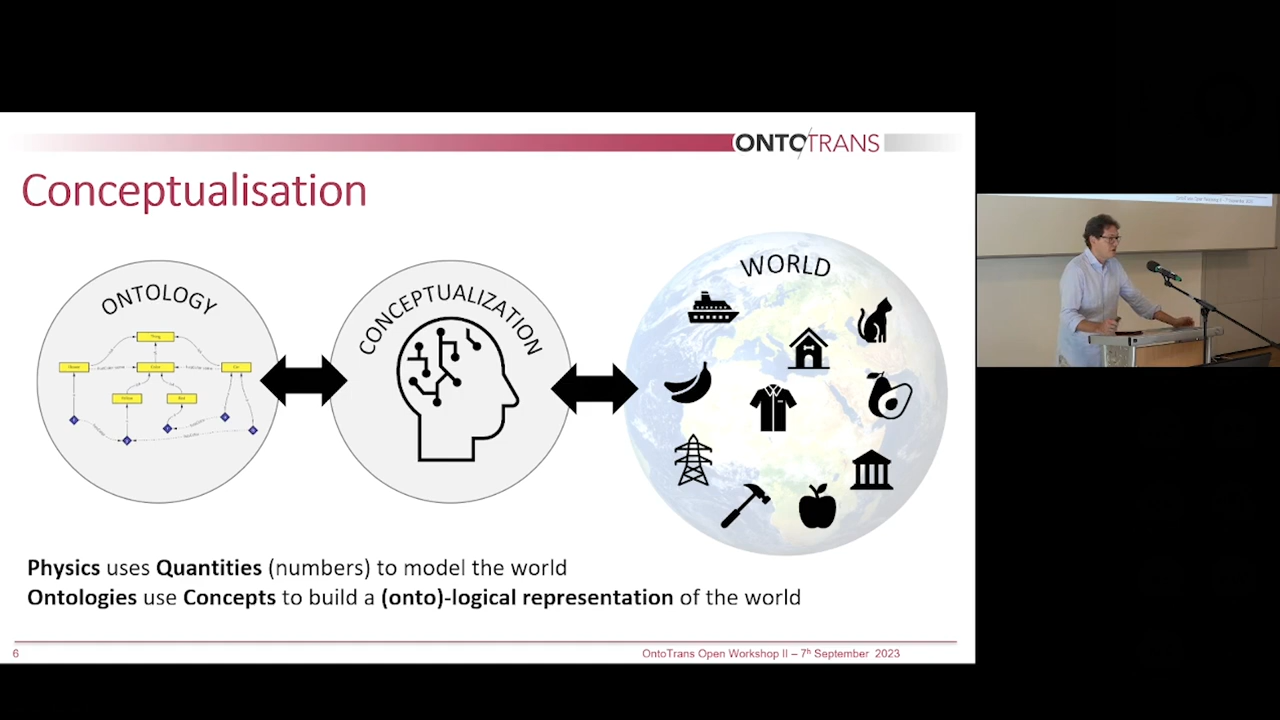 ONTOTRANS
Conceptualisation
ONTOLOGY
CONCEPTUALIZATION
WORLD
Physics uses Quantities (numbers) to model the world
Ontologies use Concepts to build a (onto)-logical representation of the world
6
OntoTrans Open Workshop II – 7ʰ September 2023